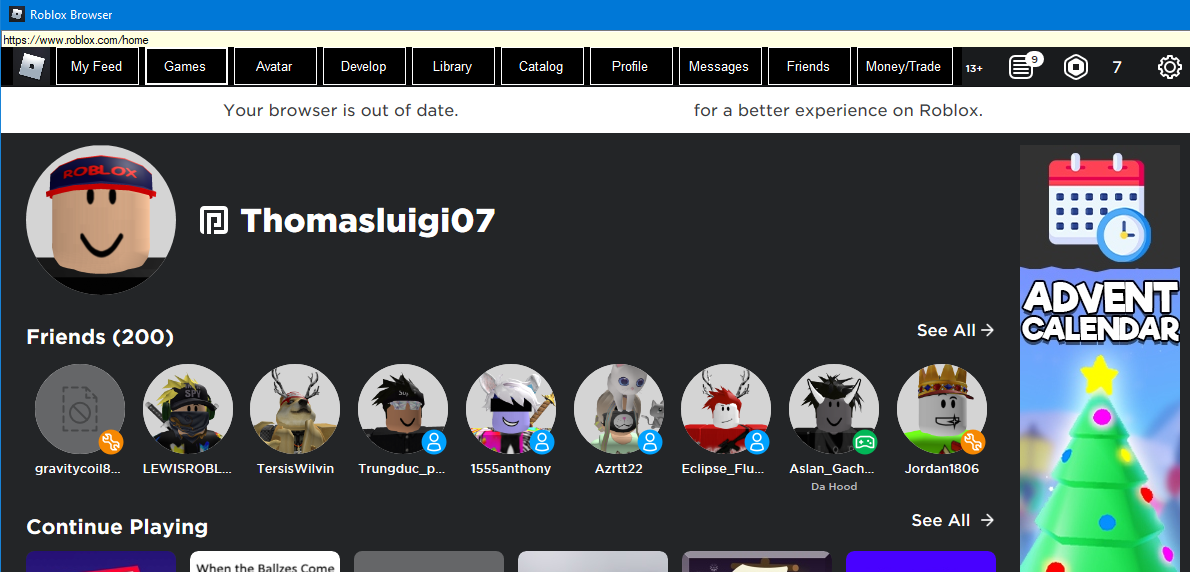 Roblox Browser
https://www.roblox.com/home
My Feed
Games
Avatar
Develop
Library
Catalog
Profile
Messages
Friends
Money/Trade
13+
9
7
Your browser is out of date.
for a better experience on Roblox.
ROBLOX
Thomasluigi07
Friends (200)
See All
SPY
gravitycoil8...
LEWISROBL...
TersisWilvin
Trungduc_p...
1555anthony
Azrtt22
Eclipse_Flu...
Aslan_Gach...
Jordan1806
Da Hood
Continue Playing
See All
When the Ballzes Come
ADVENT
CALENDAR